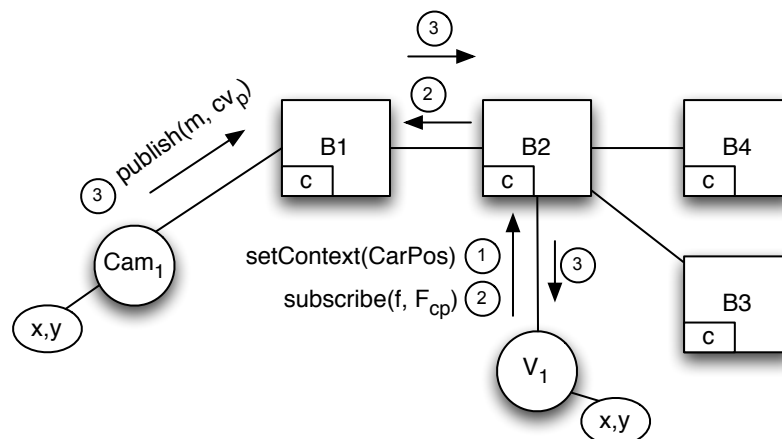 3
2
3 publish(m, cv_p)
B1
c
B2
c
B4
c
Cam_1
x,y
setContext(CarPos) 1
subscribe(f, F_cp) 2
3
B3
c
V_1
x,y